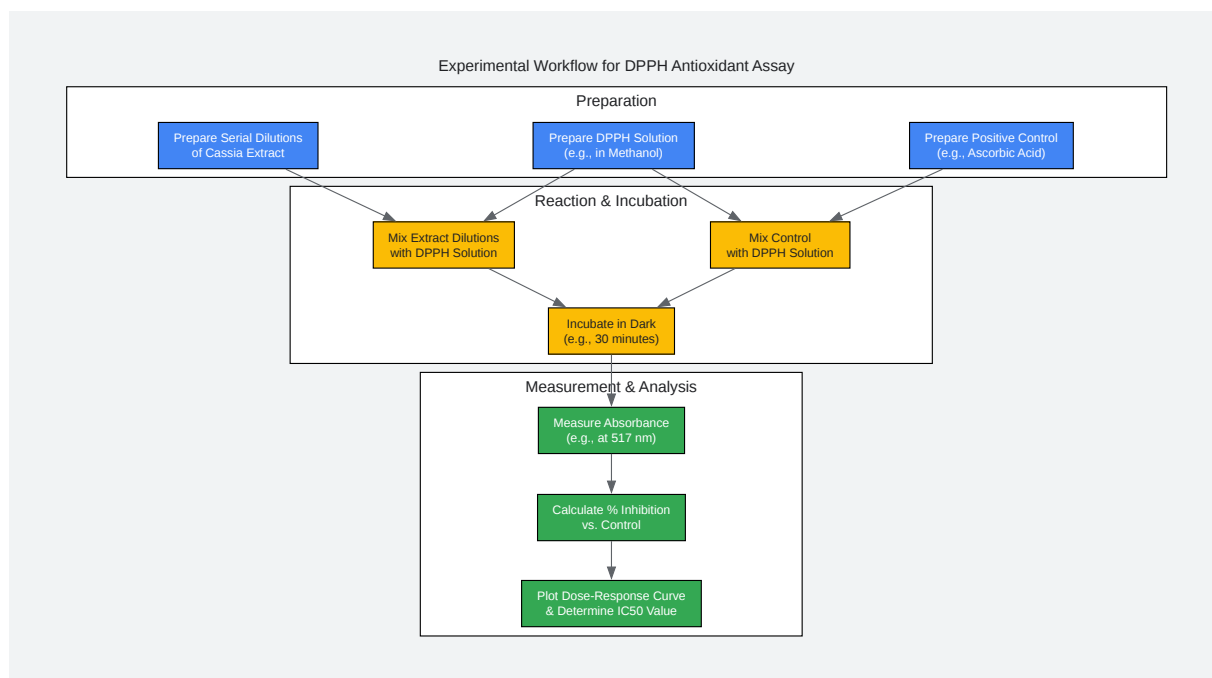 Experimental Workflow for DPPH Antioxidant Assay
Preparation
Prepare Serial Dilutions
of Cassia Extract
Prepare DPPH Solution
(e.g., in Methanol)
Prepare Positive Control
(e.g., Ascorbic Acid)
Reaction & Incubation
Mix Extract Dilutions
with DPPH Solution
Mix Control
with DPPH Solution
Incubate in Dark
(e.g., 30 minutes)
Measurement & Analysis
Measure Absorbance
(e.g., at 517 nm)
Calculate % Inhibition
vs. Control
Plot Dose-Response Curve
& Determine IC50 Value